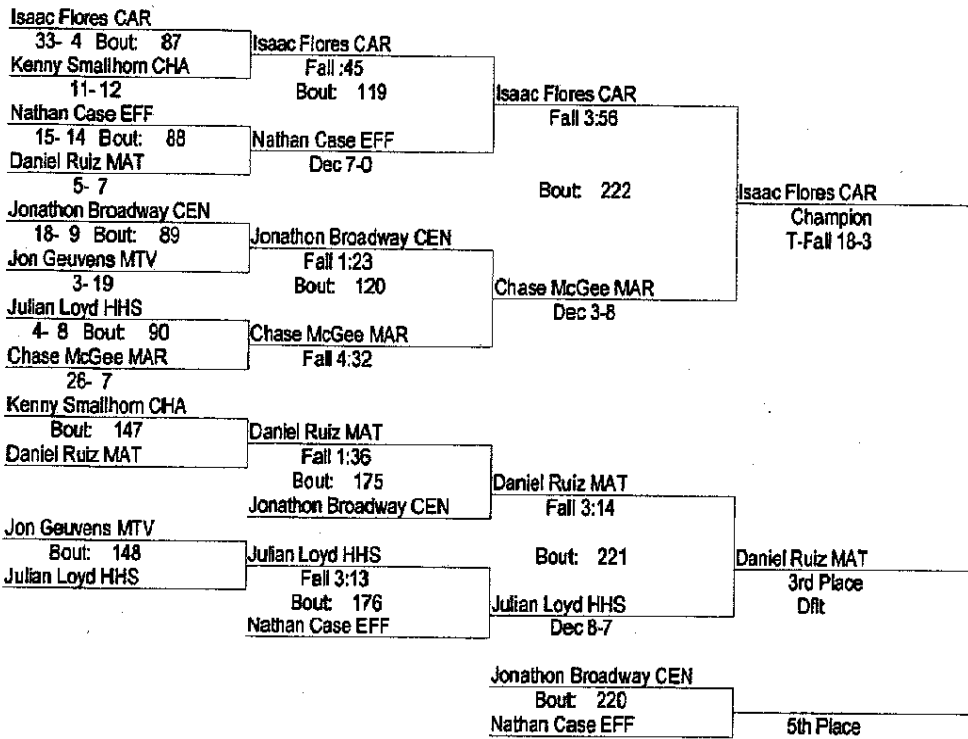 Isaac Flores CAR
33- 4 Bout: 87
Kenny Smallhorn CHA
11- 12
Nathan Case EFF
15- 14 Bout: 88
Daniel Ruiz MAT
5- 7
Jonathon Broadway CEN
18- 9 Bout: 89
Jon Geuvens MTV
3- 19
Julian Loyd HHS
4- 8 Bout: 90
Chase McGee MAR
26- 7
Isaac Flores CAR
Fall :45
Bout: 119
Nathan Case EFF
Dec 7-0
Jonathon Broadway CEN
Fall 1:23
Bout: 120
Chase McGee MAR
Fall 4:32
Isaac Flores CAR
Fall 3:56
Bout: 222
Chase McGee MAR
Dec 3-8
Isaac Flores CAR
Champion
T-Fall 18-3
Kenny Smallhorn CHA
Bout: 147
Daniel Ruiz MAT
Jon Geuvens MTV
Bout: 148
Julian Loyd HHS
Daniel Ruiz MAT
Fall 1:36
Bout: 175
Jonathon Broadway CEN
Julian Loyd HHS
Fall 3:13
Bout: 176
Nathan Case EFF
Daniel Ruiz MAT
Fall 3:14
Bout: 221
Julian Loyd HHS
Dec 8-7
Daniel Ruiz MAT
3rd Place
Dflt
Jonathon Broadway CEN
Bout: 220
Nathan Case EFF
5th Place